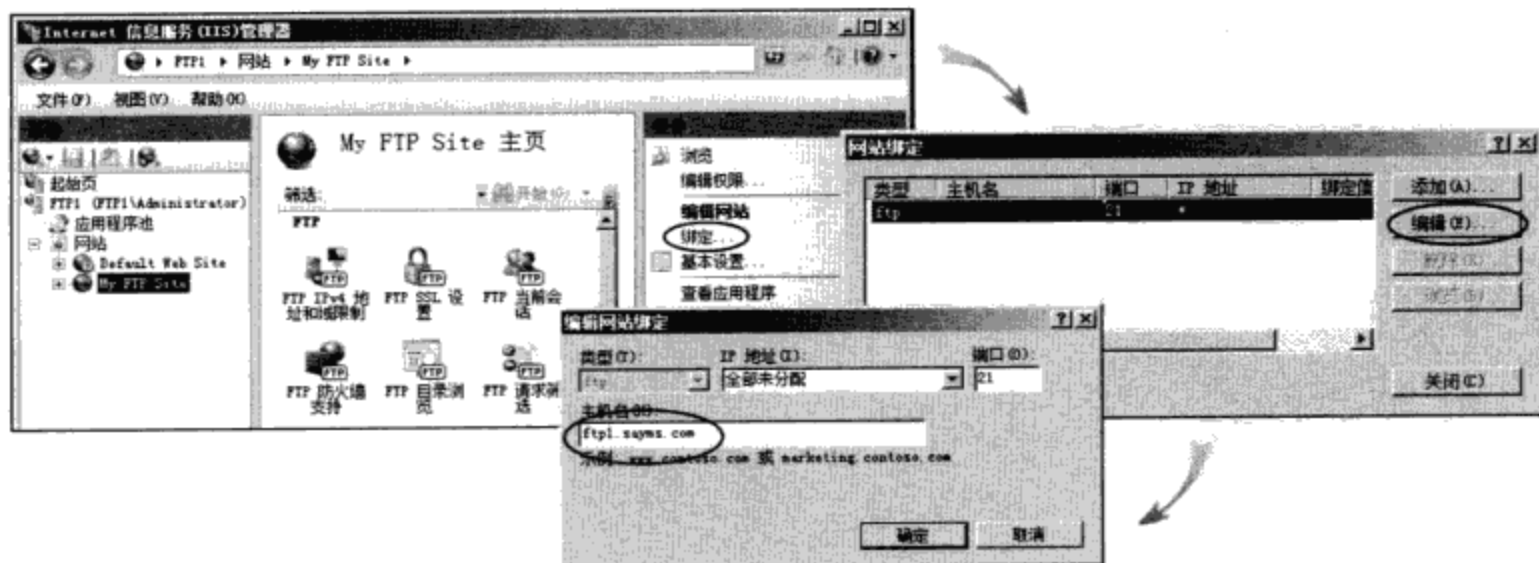 Internet 信息服务(IIS)管理器
FTP1 网站 My FTP Site
文件(F) 视图(V) 帮助(H)
起始页
FTP1 (FTP1\Administrator)
应用程序池
网站
Default Web Site
My FTP Site
My FTP Site 主页
筛选:
FTP
FTP IPv4 地址和域限制
FTP SSL 设置
FTP 当前会话
FTP 防火墙支持
FTP 目录浏览
FTP 请求筛选
浏览
编辑权限...
编辑网站
绑定...
基本设置...
查看应用程序
网站绑定
类型 主机名 端口 IP 地址 绑定值
ftp 21 *
添加(A)...
编辑(E)...
关闭(C)
编辑网站绑定
类型(T): IP 地址(I): 端口(O):
ftp 全部未分配 21
主机名(H):
ftp1.sayms.com
示例: www.contoso.com 或 marketing.contoso.com
确定 取消